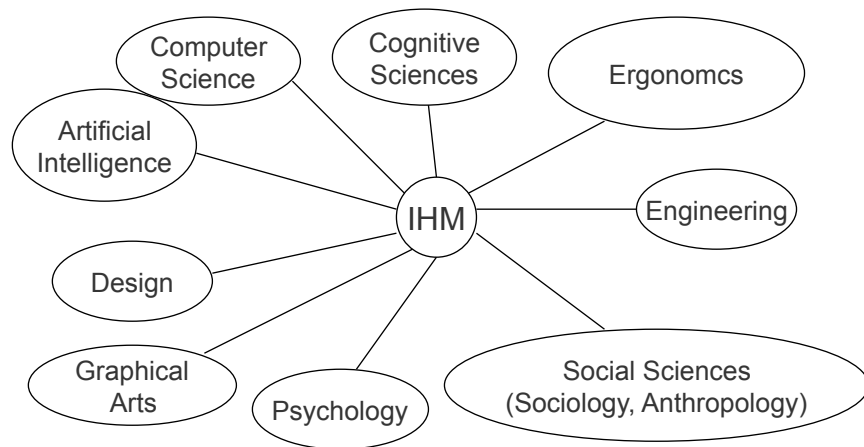 Computer
Science
Cognitive
Sciences
Ergonomcs
Artificial
Intelligence
IHM
Engineering
Design
Graphical
Arts
Psychology
Social Sciences
(Sociology, Anthropology)